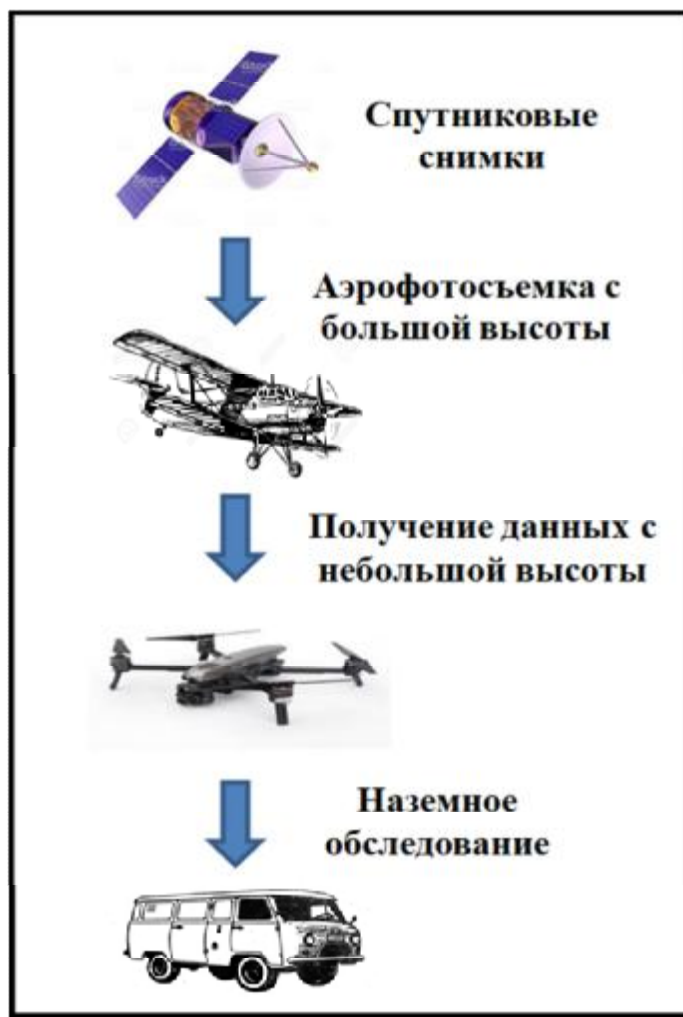 Спутниковые
снимки
Аэрофотосъемка с
большой высоты
Получение данных с
небольшой высоты
Наземное
обследование